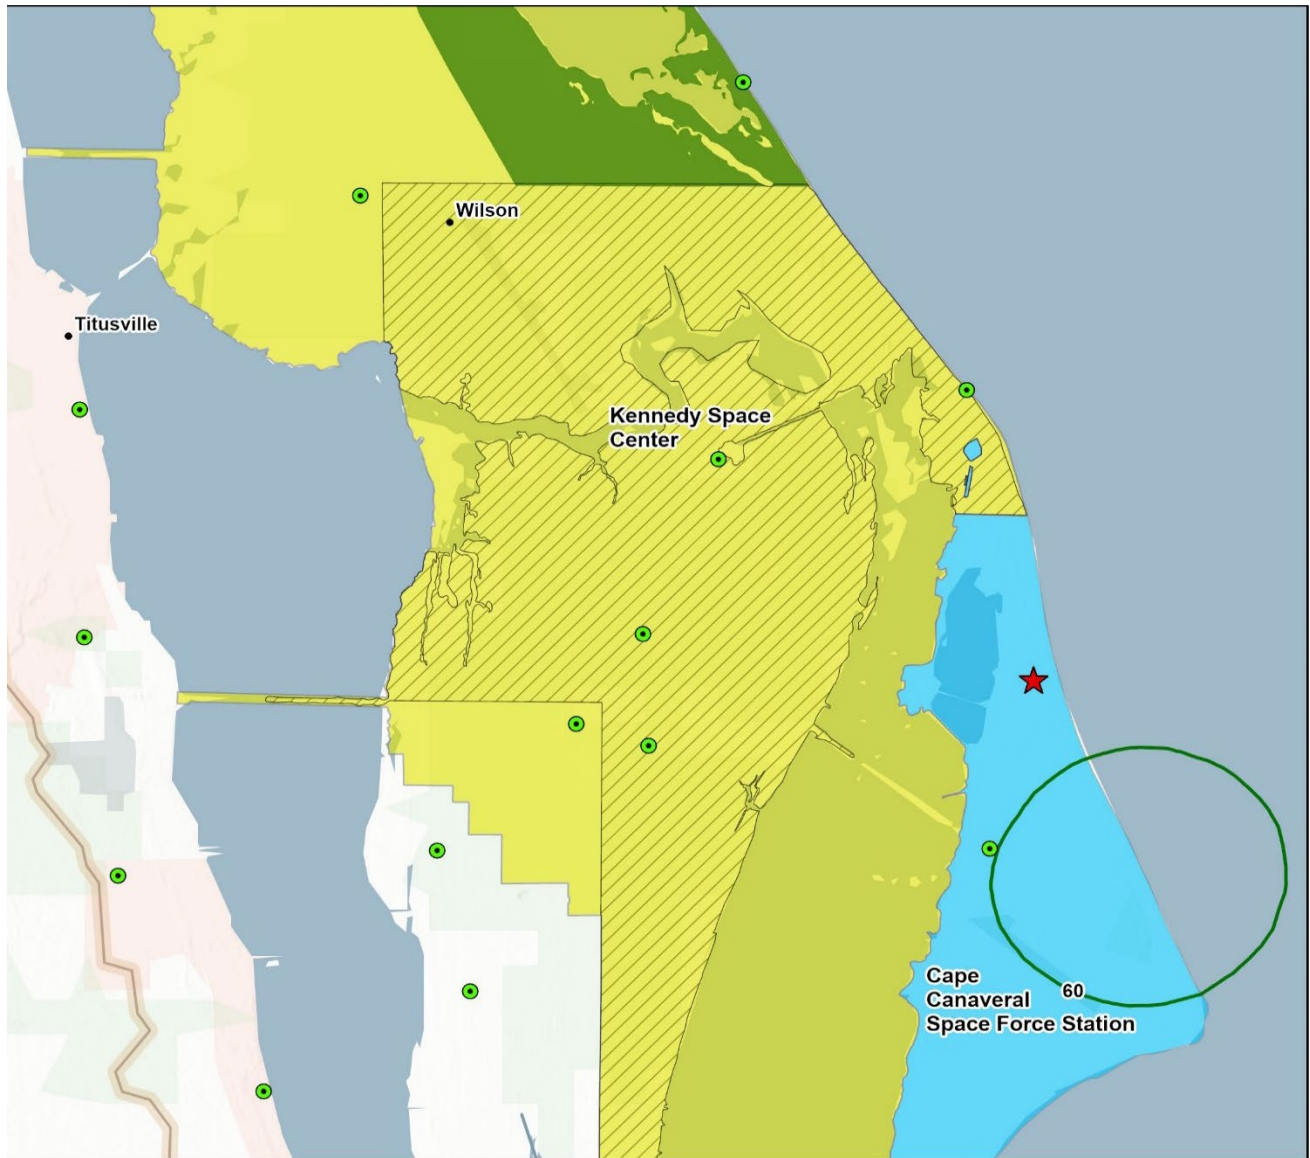 Wilson
Titusville
Kennedy Space
Center
Cape
Canaveral
Space Force Station
60